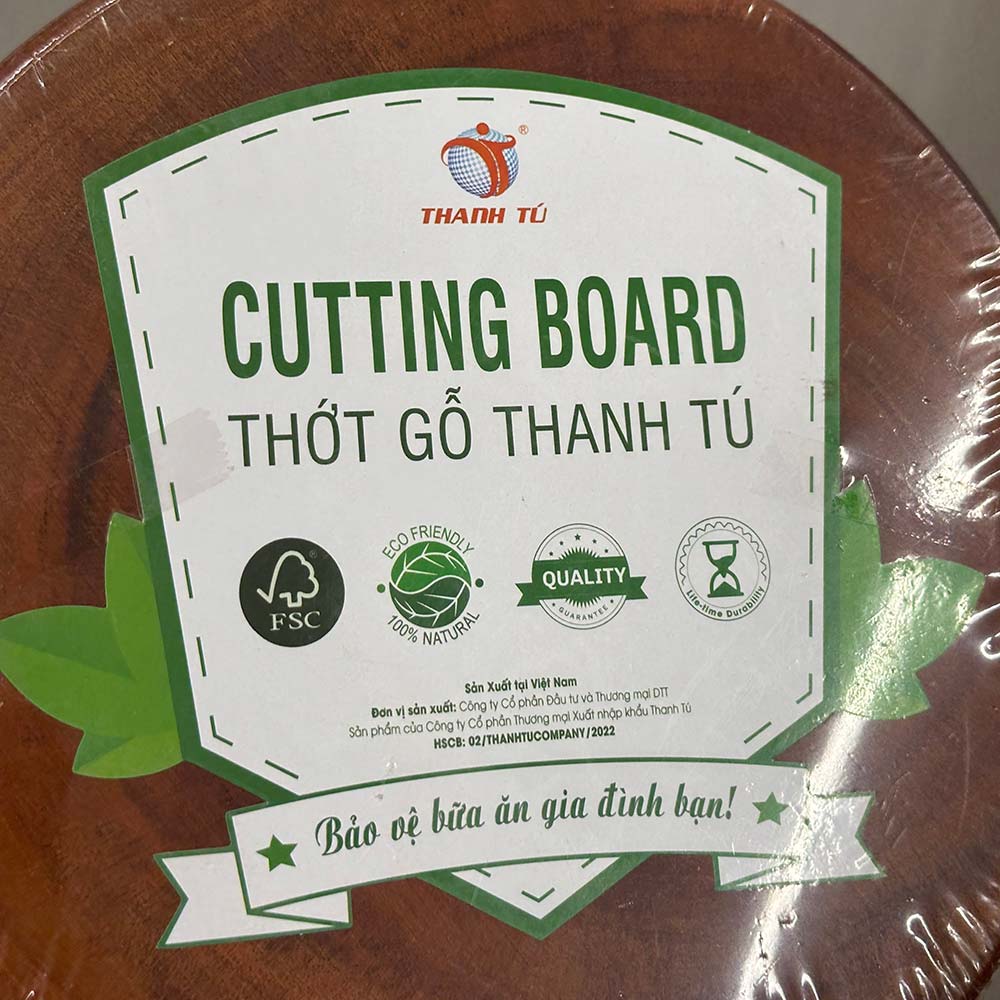 THANH TÚ
CUTTING BOARD
THỚT GỖ THANH TÚ
FSC
ECO FRIENDLY
100% NATURAL
QUALITY
GUARANTEE
Life-time Durability
Sản Xuất tại Việt Nam
Đơn vị sản xuất: Công ty Cổ phần Đầu tư và Thương mại DTT
Sản phẩm của Công ty Cổ phần Thương mại Xuất nhập khẩu Thanh Tú
HSCB: 02/THANHTUCOMPANY/2022
Bảo vệ bữa ăn gia đình bạn!